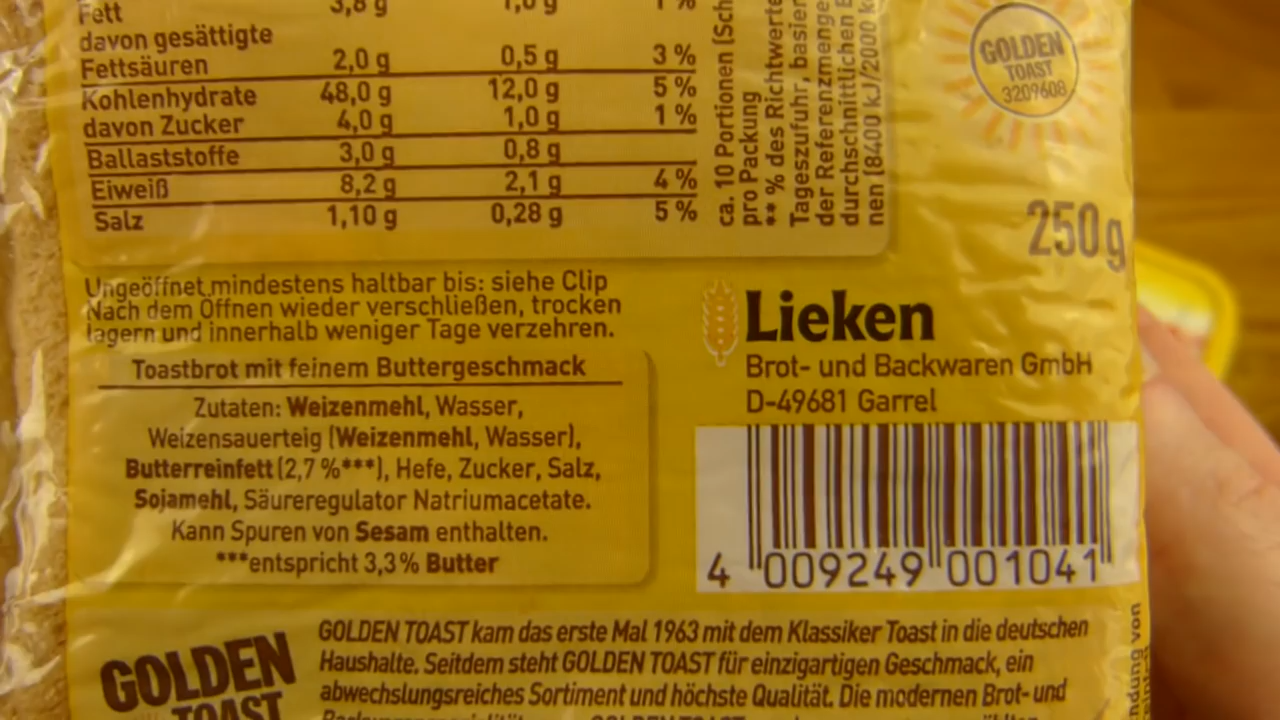 Fett 3,8 g 1,0 g 1 %
davon gesättigte
Fettsäuren 2,0 g 0,5 g 3 %
Kohlenhydrate 48,0 g 12,0 g 5 %
davon Zucker 4,0 g 1,0 g 1 %
Ballaststoffe 3,0 g 0,8 g
Eiweiß 8,2 g 2,1 g 4 %
Salz 1,10 g 0,28 g 5 %
ca. 10 Portionen
pro Packung
** % des Richtwerte
Tageszufuhr,
der Referenzmenge
durchschnittlichen
nen (8400 kJ/2000
GOLDEN
TOAST
3209608
250 g
Ungeöffnet mindestens haltbar bis: siehe Clip
Nach dem Öffnen wieder verschließen, trocken
lagern und innerhalb weniger Tage verzehren.
Toastbrot mit feinem Buttergeschmack
Zutaten: Weizenmehl, Wasser,
Weizensauerteig (Weizenmehl, Wasser),
Butterreinfett (2,7 %***), Hefe, Zucker, Salz,
Sojamehl, Säureregulator Natriumacetate.
Kann Spuren von Sesam enthalten.
***entspricht 3,3% Butter
Lieken
Brot- und Backwaren GmbH
D-49681 Garrel
4 009249 001041
GOLDEN
TOAST
GOLDEN TOAST kam das erste Mal 1963 mit dem Klassiker Toast in die deutschen
Haushalte. Seitdem steht GOLDEN TOAST für einzigartigen Geschmack, ein
abwechslungsreiches Sortiment und höchste Qualität. Die modernen Brot- und